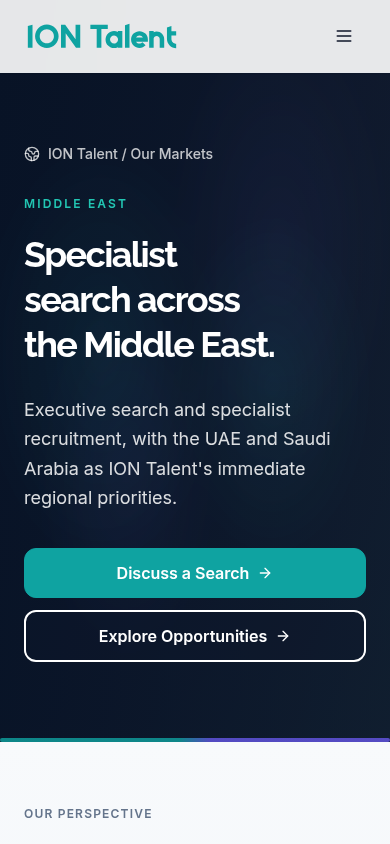 ION Talent
ION Talent / Our Markets
MIDDLE EAST
Specialist
search across
the Middle East.
Executive search and specialist
recruitment, with the UAE and Saudi
Arabia as ION Talent's immediate
regional priorities.
Discuss a Search
Explore Opportunities
OUR PERSPECTIVE